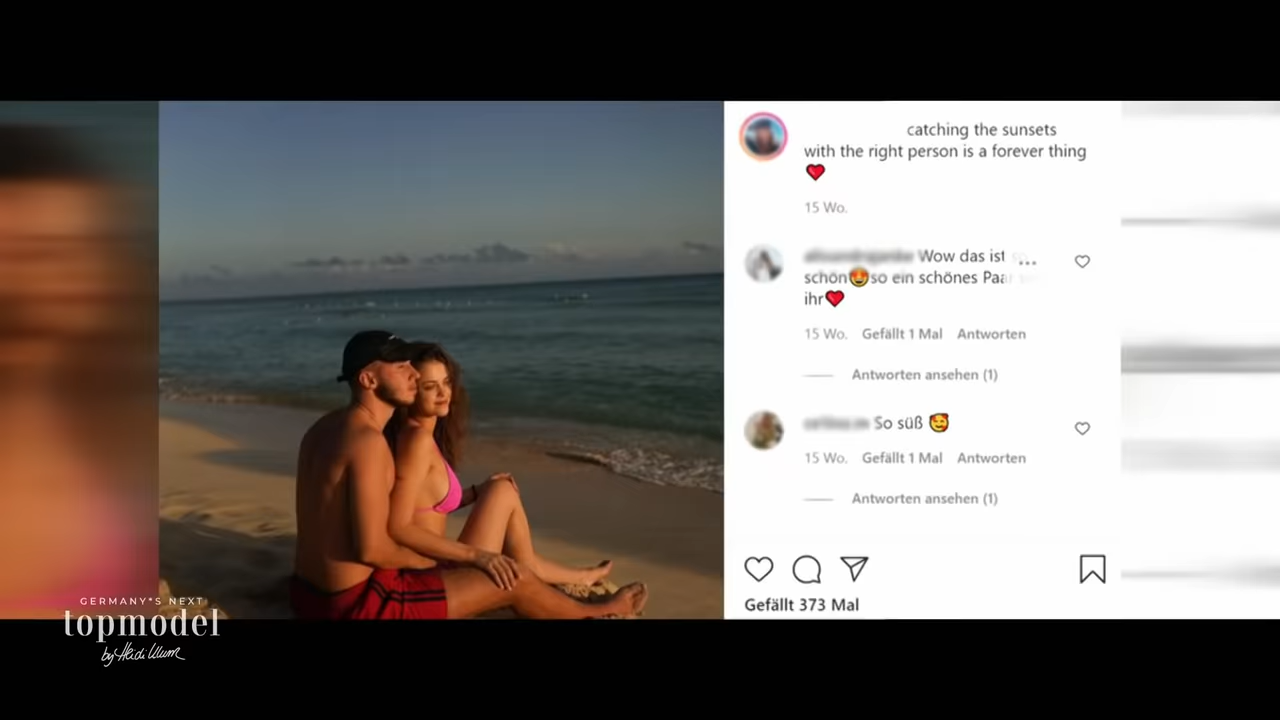 catching the sunsets
with the right person is a forever thing
❤️
15 Wo.
Wow das ist
schön😍so ein schönes Paar
ihr❤️
15 Wo. Gefällt 1 Mal Antworten
Antworten ansehen (1)
So süß 🥰
15 Wo. Gefällt 1 Mal Antworten
Antworten ansehen (1)
Gefällt 373 Mal
GERMANY*S NEXT
topmodel
by Heidi Klum